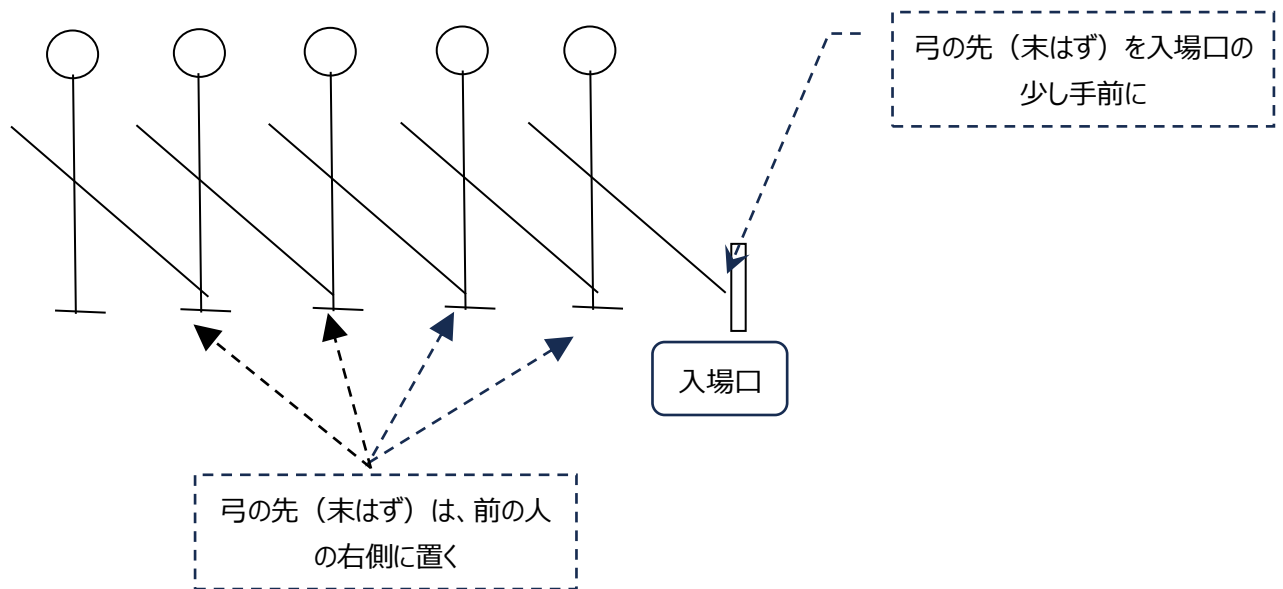 弓の先（末はず）を入場口の
少し手前に
入場口
弓の先（末はず）は、前の人
の右側に置く